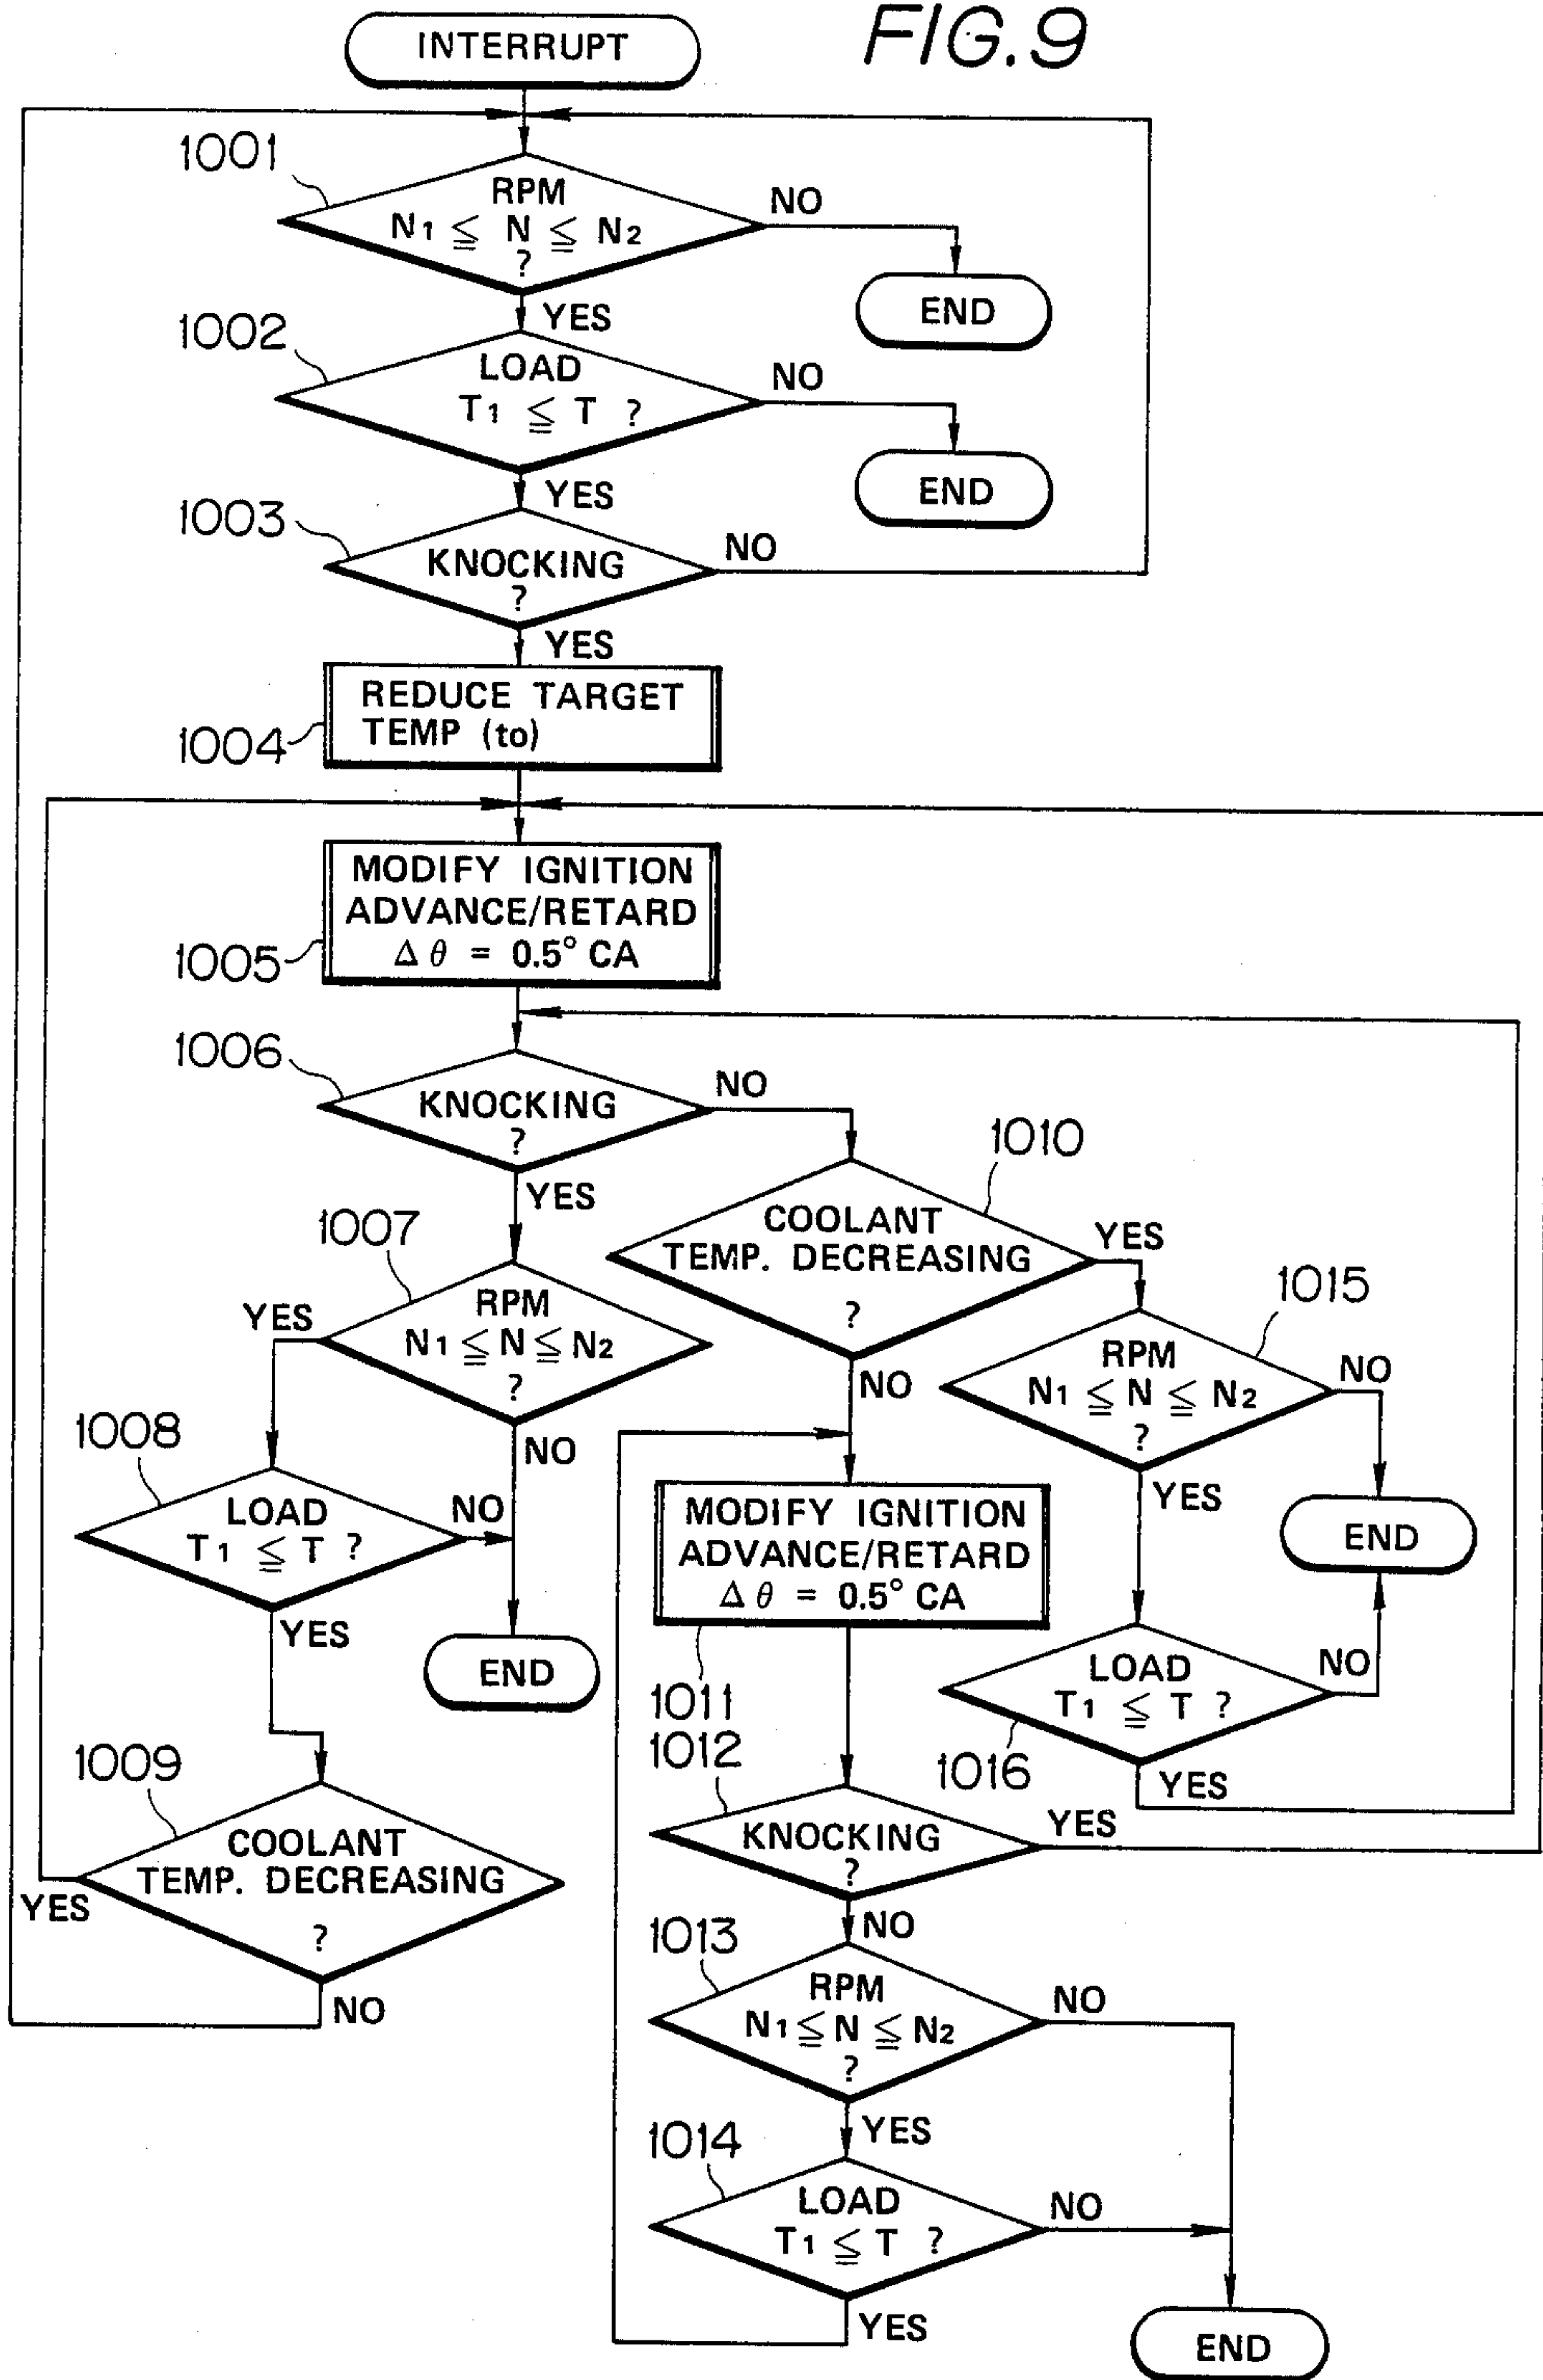 FIG.9
INTERRUPT
1001
RPM
N1 ≦ N ≦ N2
?
NO
END
YES
1002
LOAD
T1 ≦ T ?
NO
END
YES
1003
KNOCKING
?
NO
YES
1004
REDUCE TARGET
TEMP (to)
1005
MODIFY IGNITION
ADVANCE/RETARD
Δθ = 0.5° CA
1006
KNOCKING
?
NO
YES
1010
COOLANT
TEMP. DECREASING
?
YES
NO
1007
RPM
N1 ≦ N ≦ N2
?
YES
NO
1015
RPM
N1 ≦ N ≦ N2
?
NO
YES
1008
LOAD
T1 ≦ T ?
NO
YES
END
1011
MODIFY IGNITION
ADVANCE/RETARD
Δθ = 0.5° CA
END
1016
LOAD
T1 ≦ T ?
NO
YES
1009
COOLANT
TEMP. DECREASING
?
YES
NO
1012
KNOCKING
?
YES
NO
1013
RPM
N1 ≦ N ≦ N2
?
NO
YES
1014
LOAD
T1 ≦ T ?
NO
YES
END